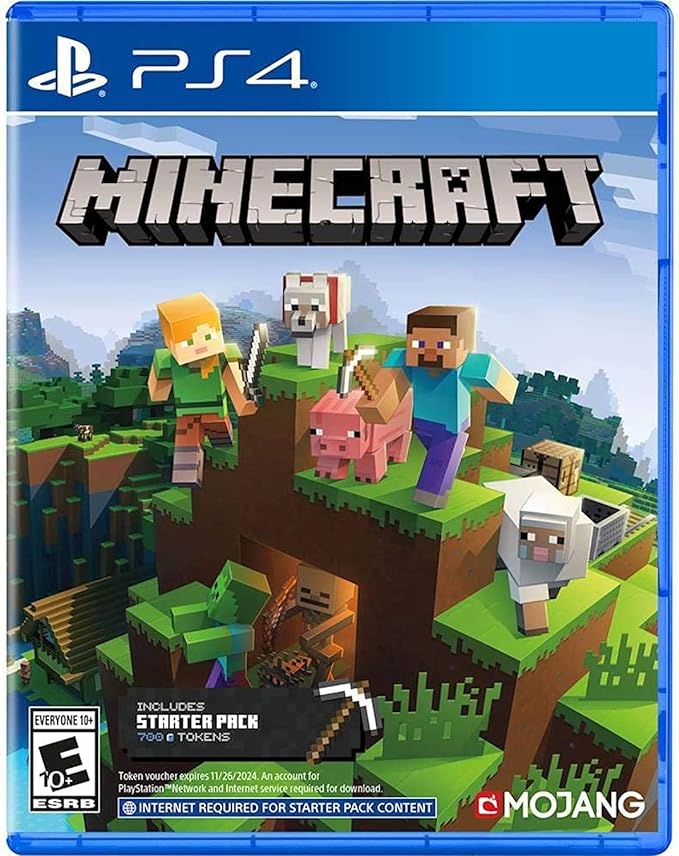 PS4
MINECRAFT
INCLUDES
STARTER PACK
700 TOKENS
EVERYONE 10+
E
10+
ESRB
Token voucher expires 11/26/2024. An account for
PlayStation™Network and Internet service required for download.
INTERNET REQUIRED FOR STARTER PACK CONTENT
MOJANG